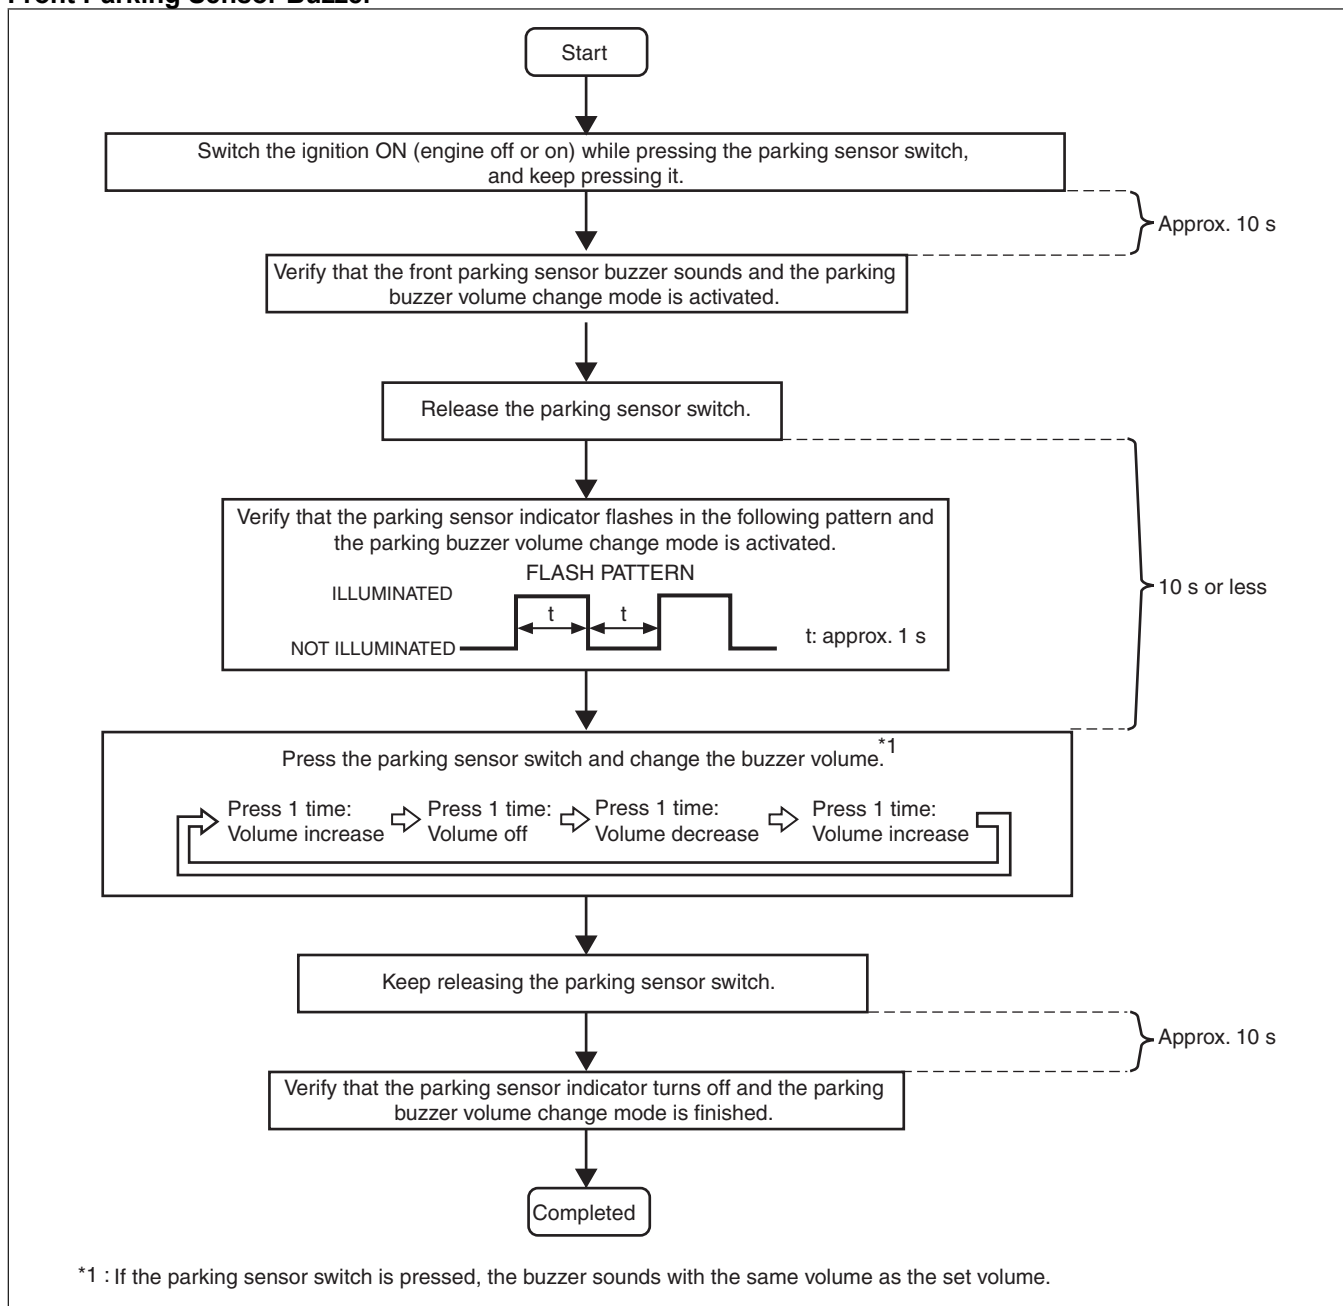 Front Parking Sensor Buzzer
Start
Switch the ignition ON (engine off or on) while pressing the parking sensor switch,
and keep pressing it.
Approx. 10 s
Verify that the front parking sensor buzzer sounds and the parking
buzzer volume change mode is activated.
Release the parking sensor switch.
Verify that the parking sensor indicator flashes in the following pattern and
the parking buzzer volume change mode is activated.
FLASH PATTERN
ILLUMINATED
t
t
NOT ILLUMINATED
t: approx. 1 s
10 s or less
Press the parking sensor switch and change the buzzer volume.*1
Press 1 time:
Volume increase
Press 1 time:
Volume off
Press 1 time:
Volume decrease
Press 1 time:
Volume increase
Keep releasing the parking sensor switch.
Approx. 10 s
Verify that the parking sensor indicator turns off and the parking
buzzer volume change mode is finished.
Completed
*1 : If the parking sensor switch is pressed, the buzzer sounds with the same volume as the set volume.